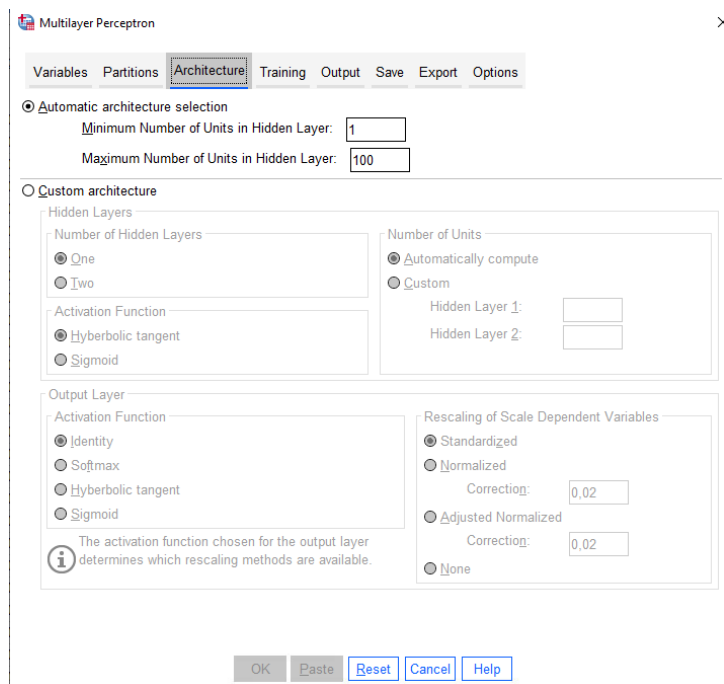 Multilayer Perceptron
Variables Partitions Architecture Training Output Save Export Options
Automatic architecture selection
Minimum Number of Units in Hidden Layer: 1
Maximum Number of Units in Hidden Layer: 100
Custom architecture
Hidden Layers
Number of Hidden Layers
One
Two
Activation Function
Hyberbolic tangent
Sigmoid
Number of Units
Automatically compute
Custom
Hidden Layer 1:
Hidden Layer 2:
Output Layer
Activation Function
Identity
Softmax
Hyberbolic tangent
Sigmoid
The activation function chosen for the output layer
determines which rescaling methods are available.
Rescaling of Scale Dependent Variables
Standardized
Normalized
Correction: 0,02
Adjusted Normalized
Correction: 0,02
None
OK Paste Reset Cancel Help